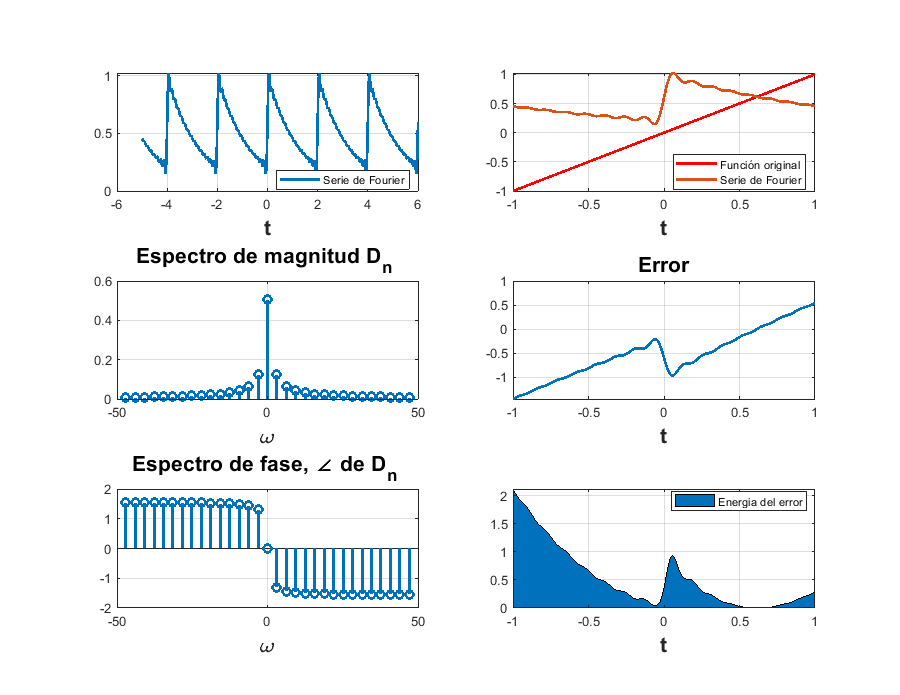 1
0.5
0
-6 -4 -2 0 2 4 6
Serie de Fourier
t
1
0.5
0
-0.5
-1
-1 -0.5 0 0.5 1
Función original
Serie de Fourier
t
Espectro de magnitud Dn
0.6
0.4
0.2
0
-50 0 50
ω
Error
1
0.5
0
-0.5
-1
-1 -0.5 0 0.5 1
t
Espectro de fase, ∠ de Dn
2
1
0
-1
-2
-50 0 50
ω
2
1.5
1
0.5
0
-1 -0.5 0 0.5 1
Energia del error
t